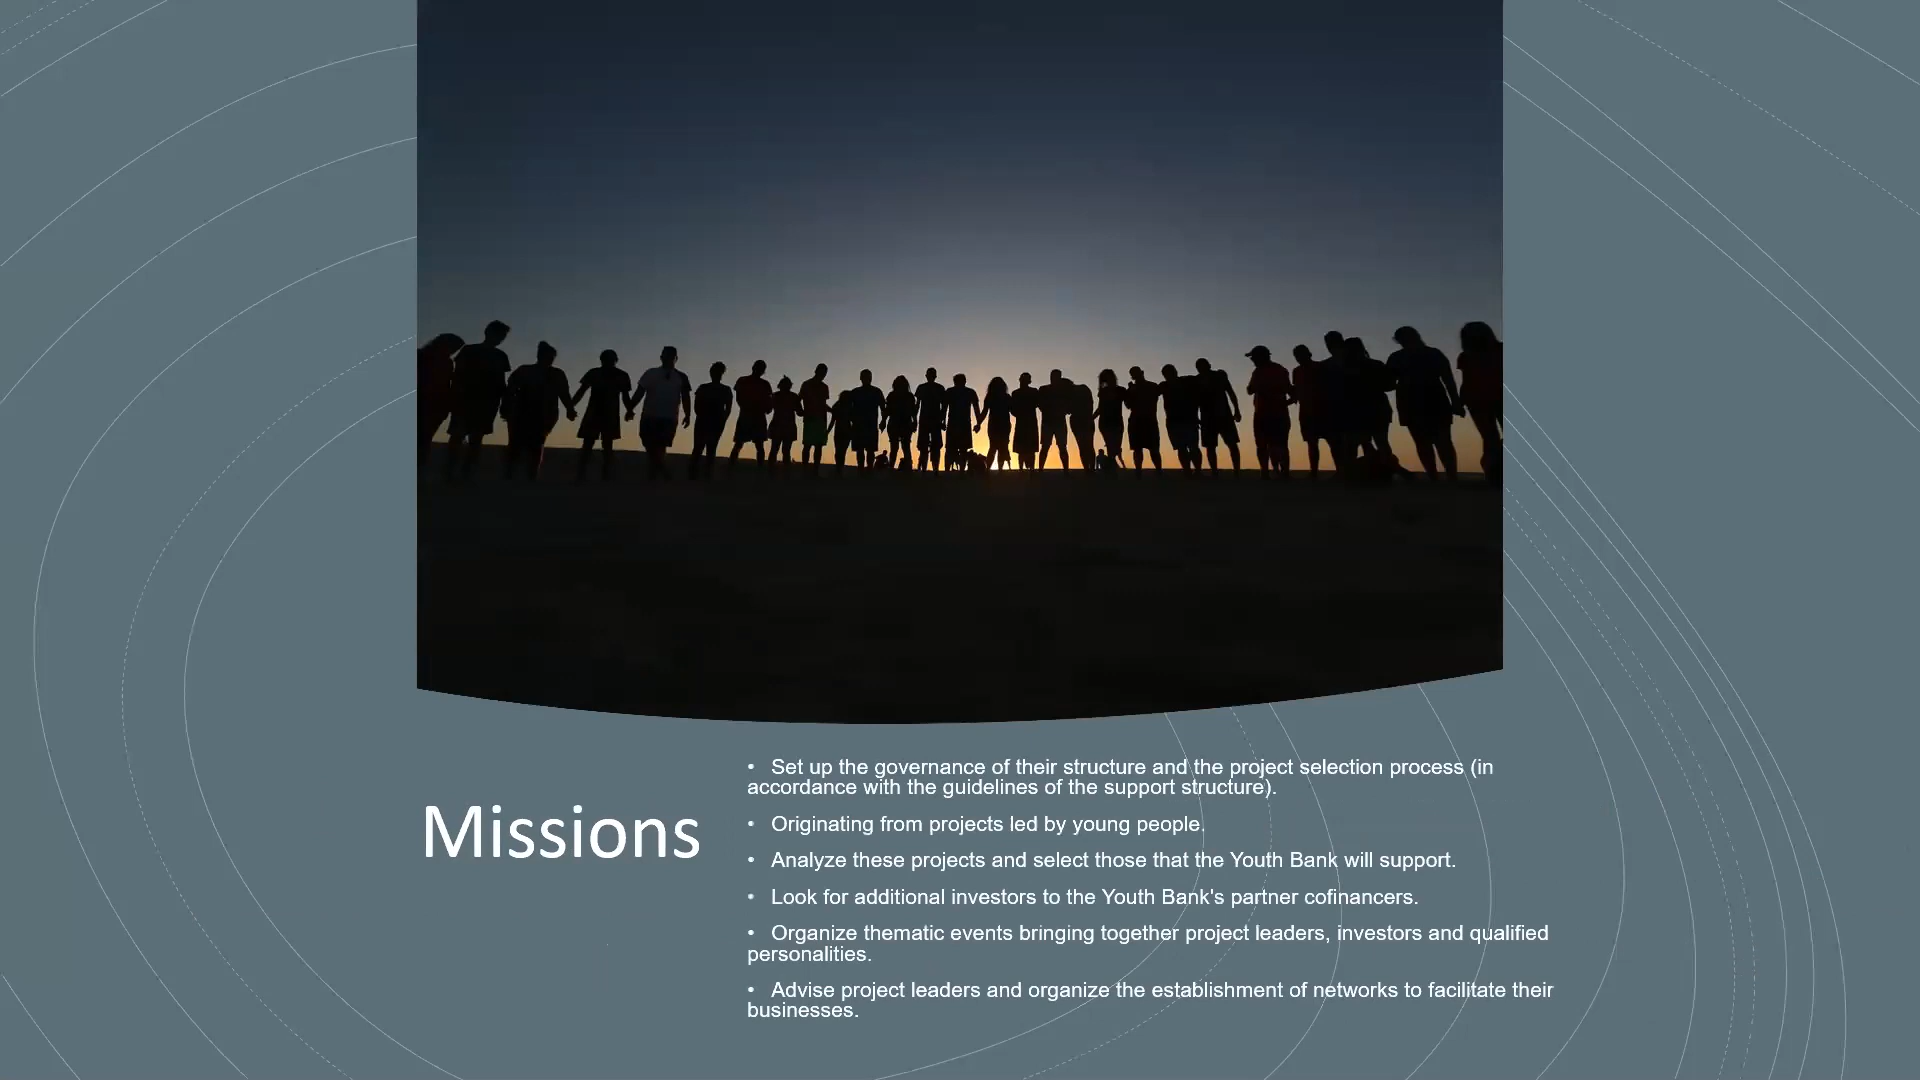 Missions
• Set up the governance of their structure and the project selection process (in
accordance with the guidelines of the support structure).
• Originating from projects led by young people.
• Analyze these projects and select those that the Youth Bank will support.
• Look for additional investors to the Youth Bank's partner cofinancers.
• Organize thematic events bringing together project leaders, investors and qualified
personalities.
• Advise project leaders and organize the establishment of networks to facilitate their
businesses.